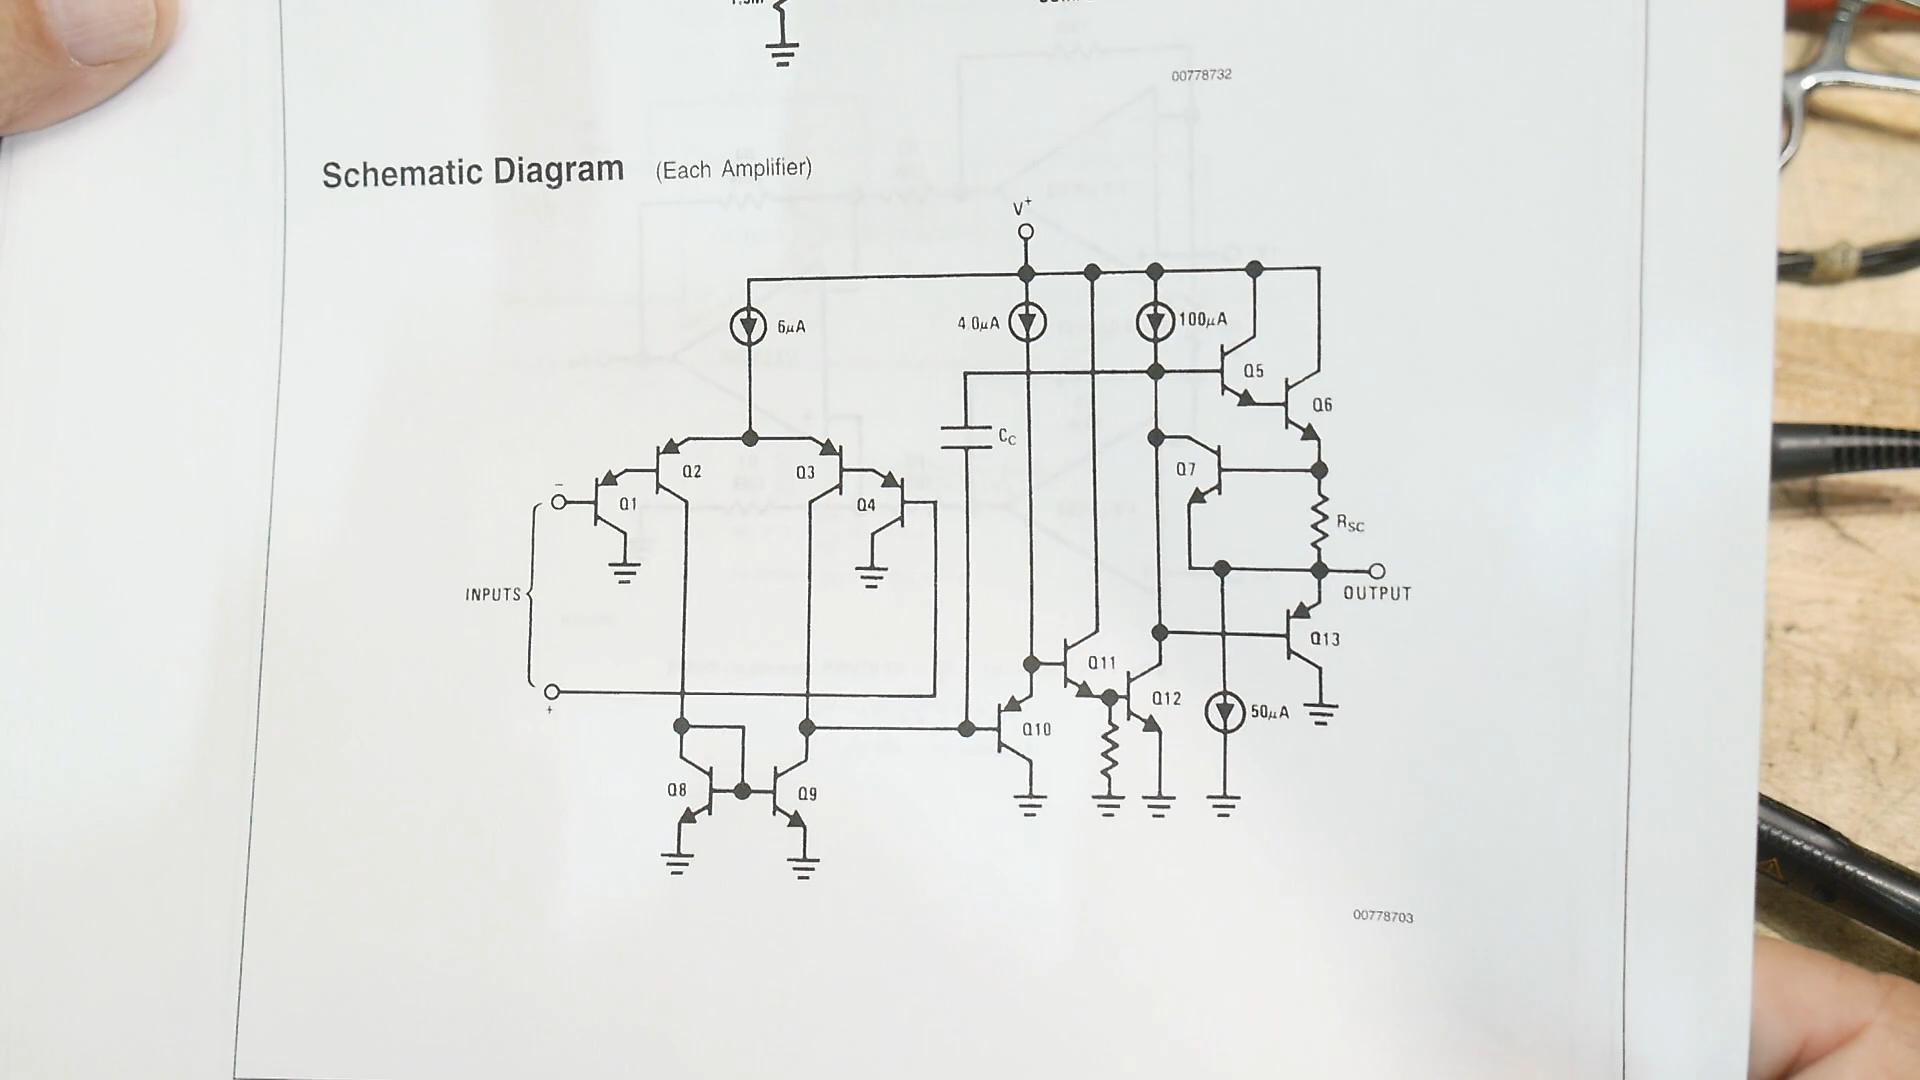 00778732
Schematic Diagram (Each Amplifier)
V+
6µA
4.0µA
100µA
Q5
Q6
CC
Q2
Q3
Q7
Q1
Q4
RSC
−
INPUTS
OUTPUT
Q13
Q11
Q12
50µA
+
Q10
Q8
Q9
00778703